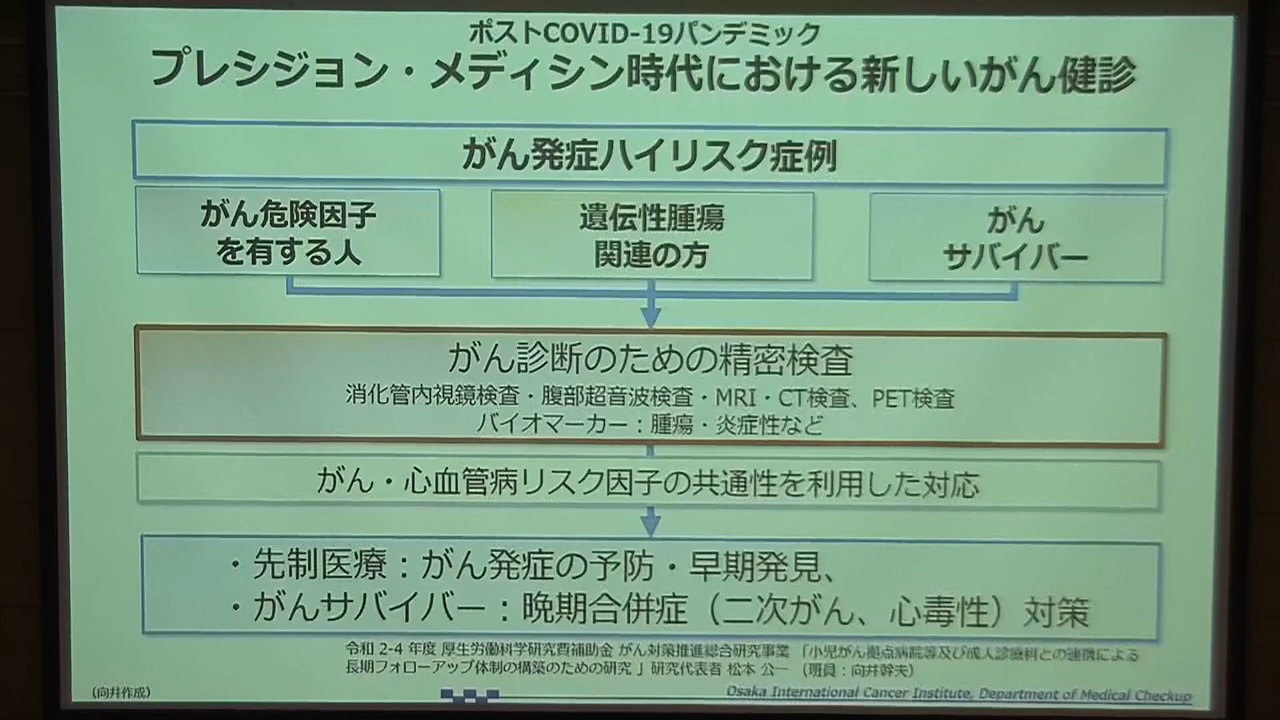 ポストCOVID-19パンデミック
プレシジョン・メディシン時代における新しいがん健診
がん発症ハイリスク症例
がん危険因子
を有する人
遺伝性腫瘍
関連の方
がん
サバイバー
がん診断のための精密検査
消化管内視鏡検査・腹部超音波検査・MRI・CT検査、PET検査
バイオマーカー：腫瘍・炎症性など
がん・心血管病リスク因子の共通性を利用した対応
・先制医療：がん発症の予防・早期発見、
・がんサバイバー：晩期合併症（二次がん、心毒性）対策
令和 2-4 年度 厚生労働科学研究費補助金 がん対策推進総合研究事業 「小児がん拠点病院等及び成人診療科との連携による
長期フォローアップ体制の構築のための研究 」研究代表者 松本 公一 （班員：向井幹夫）
（向井作成）
Osaka International Cancer Institute, Department of Medical Checkup